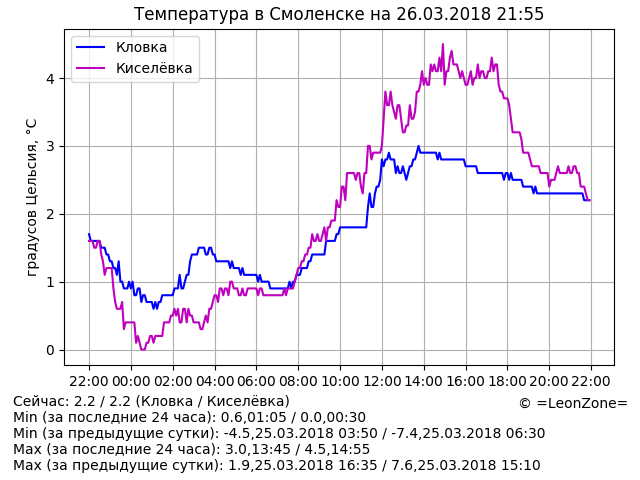 Температура в Смоленске на 26.03.2018 21:55
Кловка
Киселёвка
градусов Цельсия, °C
4
3
2
1
0
22:00 00:00 02:00 04:00 06:00 08:00 10:00 12:00 14:00 16:00 18:00 20:00 22:00
Сейчас: 2.2 / 2.2 (Кловка / Киселёвка)
© =LeonZone=
Min (за последние 24 часа): 0.6,01:05 / 0.0,00:30
Min (за предыдущие сутки): -4.5,25.03.2018 03:50 / -7.4,25.03.2018 06:30
Max (за последние 24 часа): 3.0,13:45 / 4.5,14:55
Max (за предыдущие сутки): 1.9,25.03.2018 16:35 / 7.6,25.03.2018 15:10